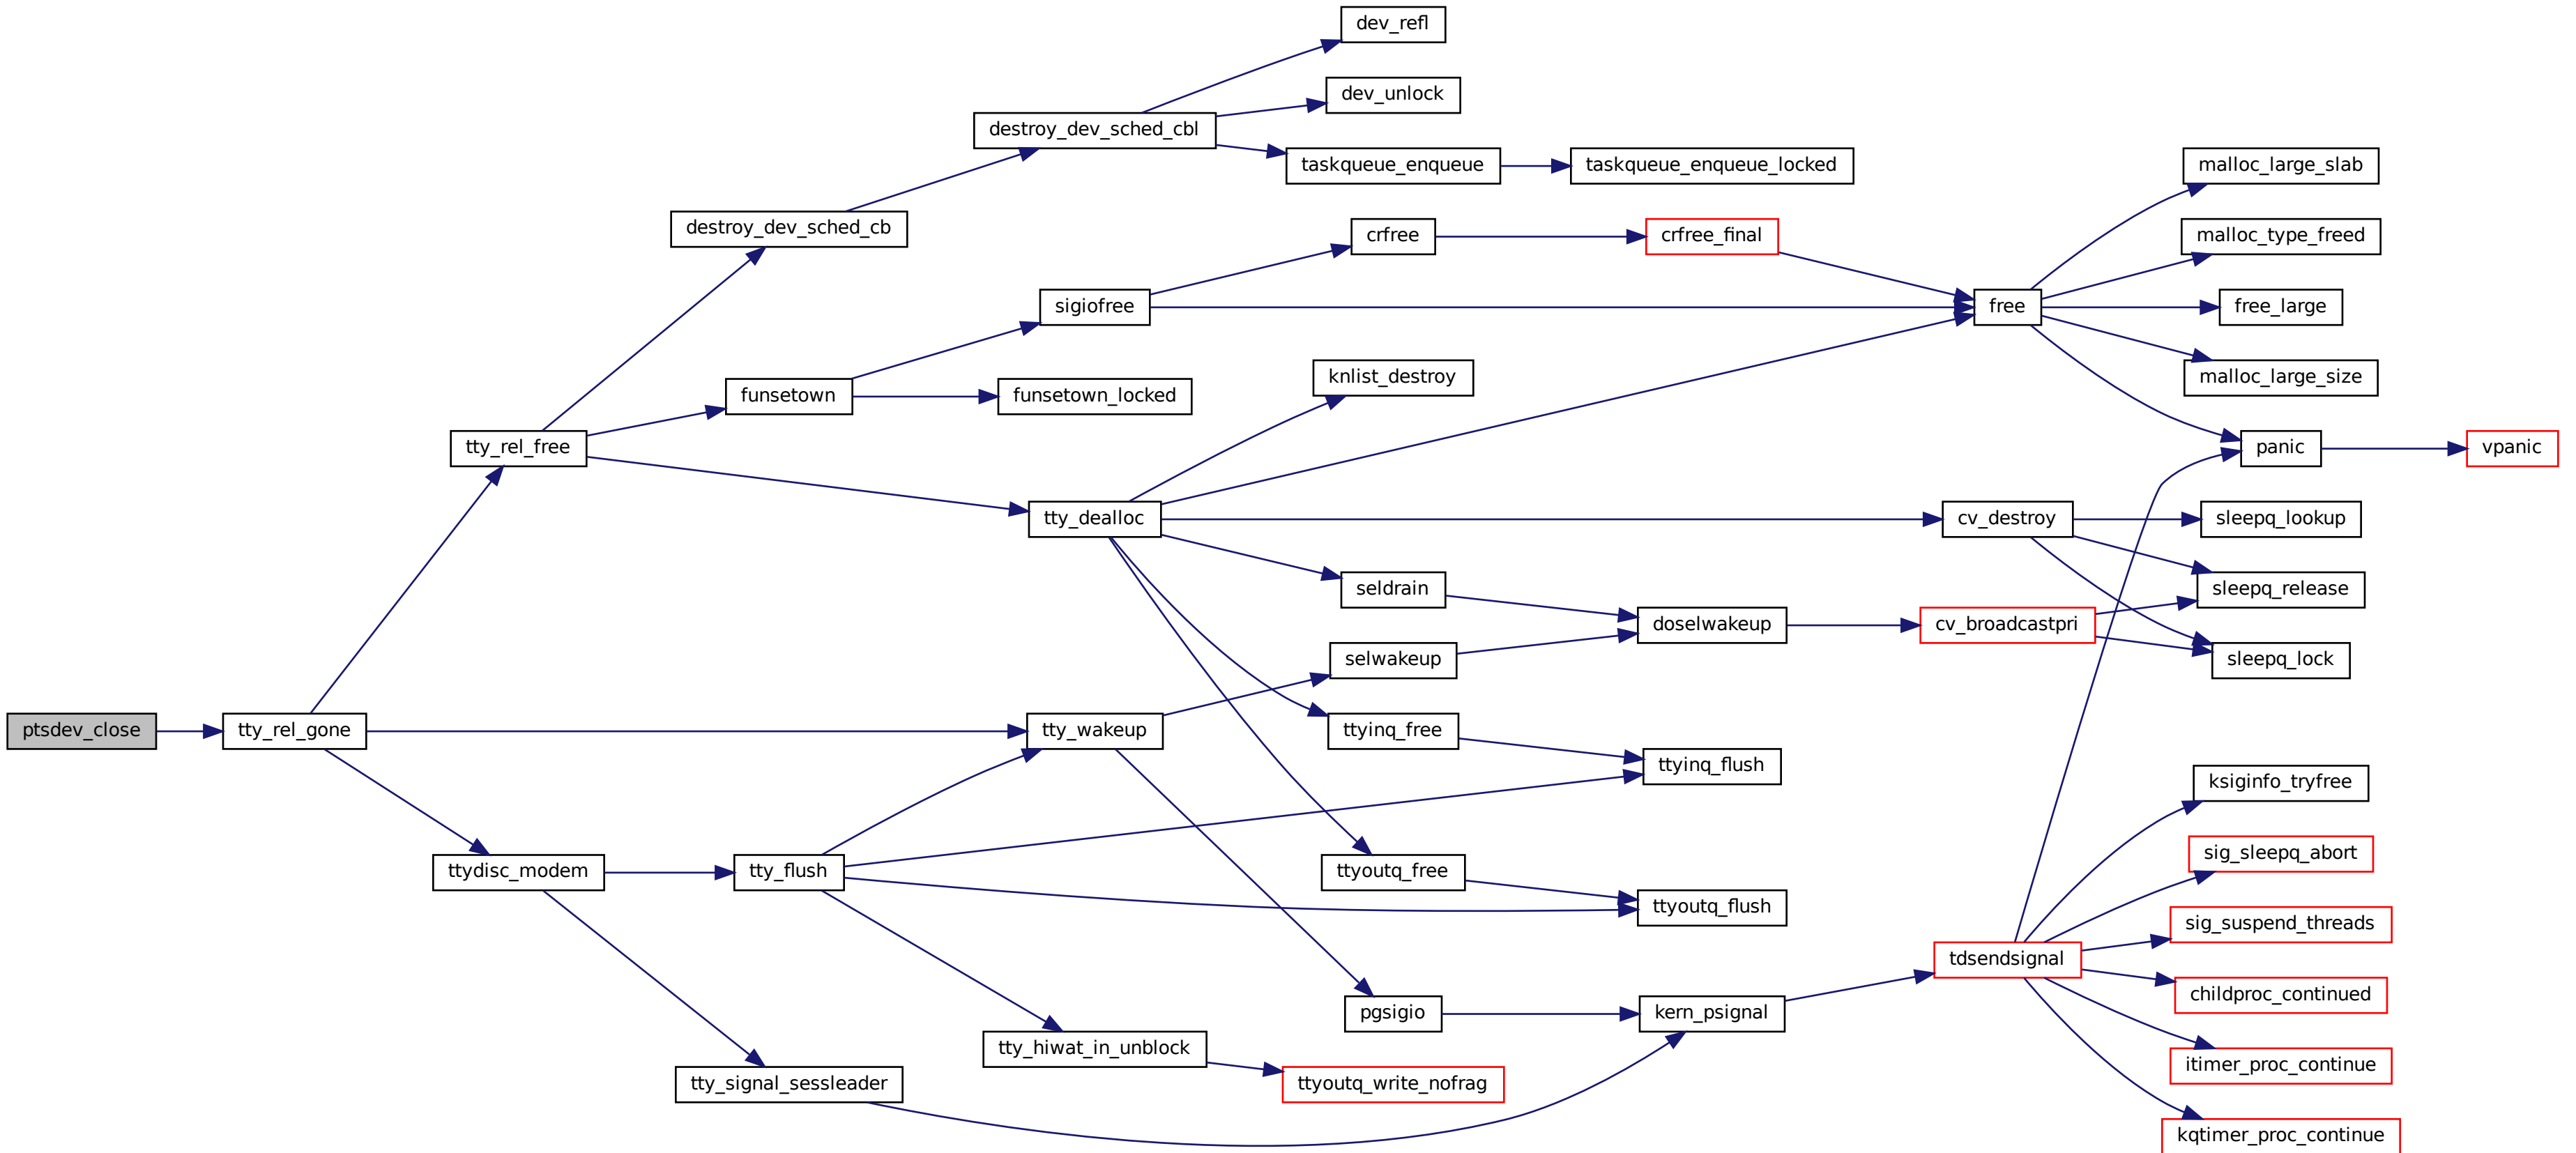 dev_refl
dev_unlock
destroy_dev_sched_cbl
taskqueue_enqueue
taskqueue_enqueue_locked
malloc_large_slab
destroy_dev_sched_cb
crfree
crfree_final
malloc_type_freed
sigiofree
free
free_large
knlist_destroy
malloc_large_size
funsetown
funsetown_locked
tty_rel_free
panic
vpanic
tty_dealloc
cv_destroy
sleepq_lookup
seldrain
sleepq_release
doselwakeup
cv_broadcastpri
selwakeup
sleepq_lock
ptsdev_close
tty_rel_gone
tty_wakeup
ttyinq_free
ttyinq_flush
ksiginfo_tryfree
sig_sleepq_abort
ttydisc_modem
tty_flush
ttyoutq_free
ttyoutq_flush
sig_suspend_threads
tdsendsignal
childproc_continued
pgsigio
kern_psignal
tty_hiwat_in_unblock
itimer_proc_continue
tty_signal_sessleader
ttyoutq_write_nofrag
kqtimer_proc_continue